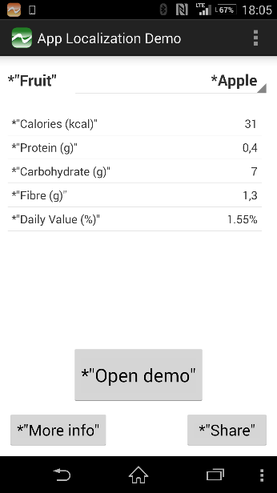 LTE 67% 18:05
App Localization Demo
*"Fruit" *Apple
*"Calories (kcal)" 31
*"Protein (g)" 0,4
*"Carbohydrate (g)" 7
*"Fibre (g)" 1,3
*"Daily Value (%)" 1.55%
*"Open demo"
*"More info" *"Share"